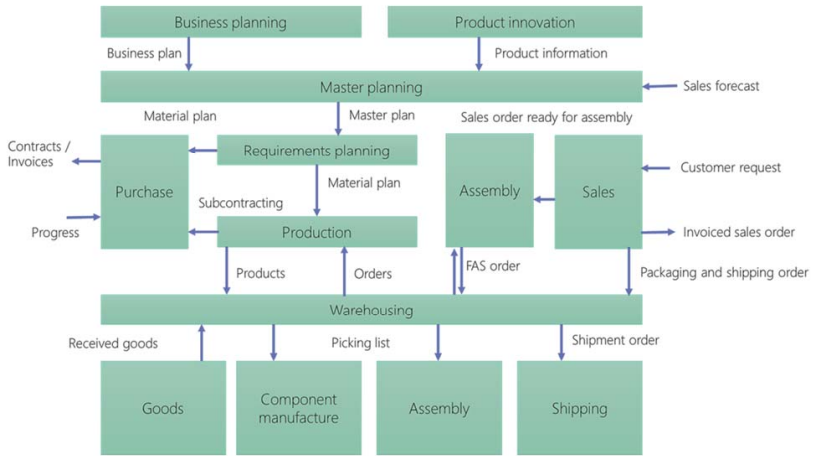 Business planning
Product innovation
Business plan
Product information
Master planning
Sales forecast
Material plan
Master plan
Sales order ready for assembly
Contracts /
Invoices
Requirements planning
Customer request
Purchase
Material plan
Assembly
Sales
Subcontracting
Progress
Production
Invoiced sales order
Products
Orders
FAS order
Packaging and shipping order
Warehousing
Received goods
Picking list
Shipment order
Goods
Component
manufacture
Assembly
Shipping